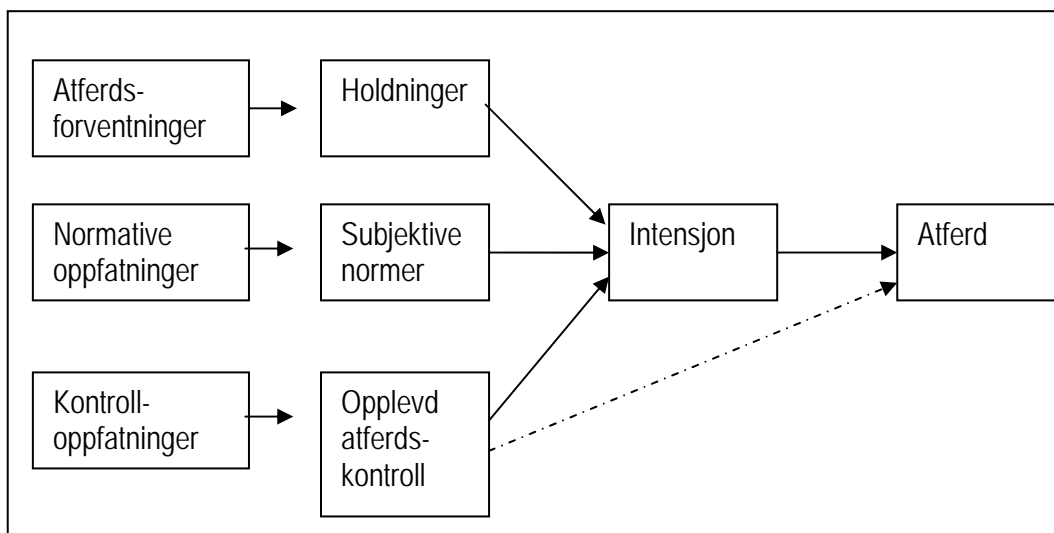 Atferds-
forventninger
Holdninger
Normative
oppfatninger
Subjektive
normer
Intensjon
Atferd
Kontroll-
oppfatninger
Opplevd
atferds-
kontroll